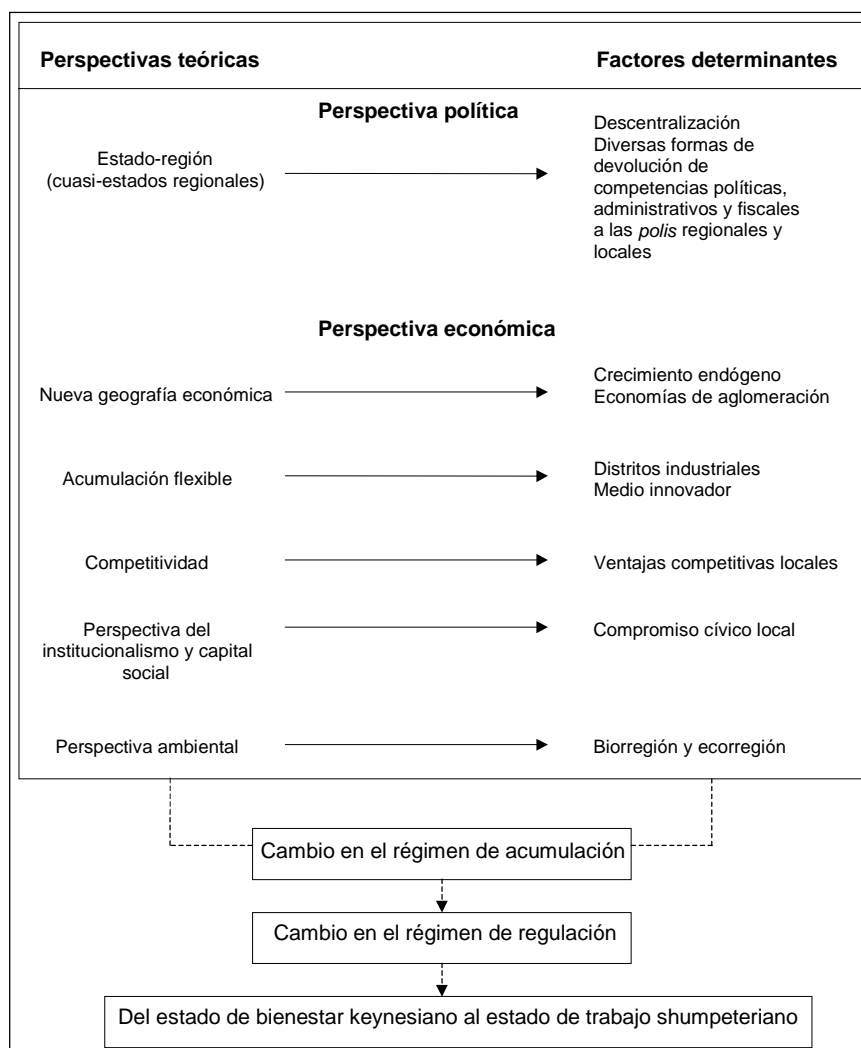 Perspectivas teóricas
Factores determinantes
Perspectiva política
Estado-región
(cuasi-estados regionales)
Descentralización
Diversas formas de
devolución de
competencias políticas,
administrativos y fiscales
a las polis regionales y
locales
Perspectiva económica
Nueva geografía económica
Crecimiento endógeno
Economías de aglomeración
Acumulación flexible
Distritos industriales
Medio innovador
Competitividad
Ventajas competitivas locales
Perspectiva del
institucionalismo y capital
social
Compromiso cívico local
Perspectiva ambiental
Biorregión y ecorregión
Cambio en el régimen de acumulación
Cambio en el régimen de regulación
Del estado de bienestar keynesiano al estado de trabajo shumpeteriano